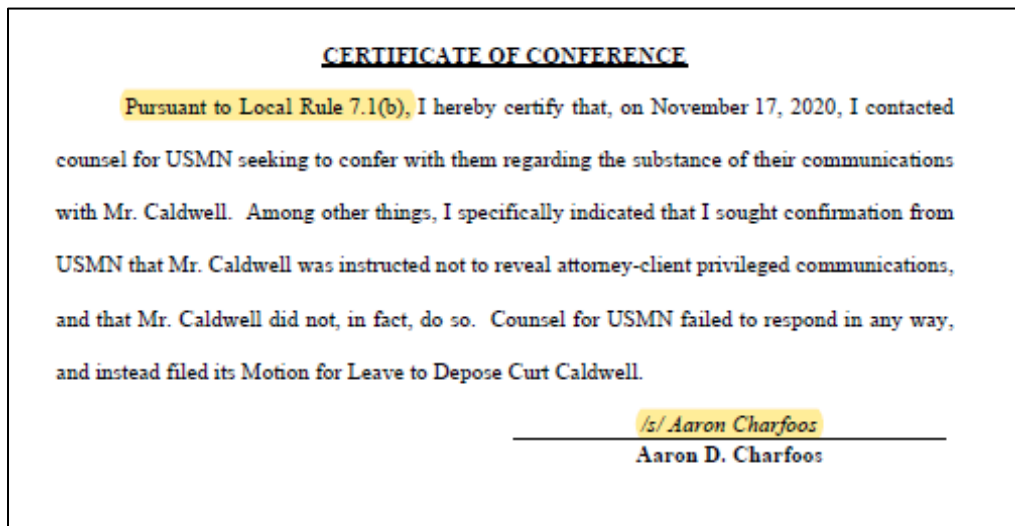 CERTIFICATE OF CONFERENCE
Pursuant to Local Rule 7.1(b), I hereby certify that, on November 17, 2020, I contacted
counsel for USMN seeking to confer with them regarding the substance of their communications
with Mr. Caldwell. Among other things, I specifically indicated that I sought confirmation from
USMN that Mr. Caldwell was instructed not to reveal attorney-client privileged communications,
and that Mr. Caldwell did not, in fact, do so. Counsel for USMN failed to respond in any way,
and instead filed its Motion for Leave to Depose Curt Caldwell.
/s/ Aaron Charfoos
Aaron D. Charfoos